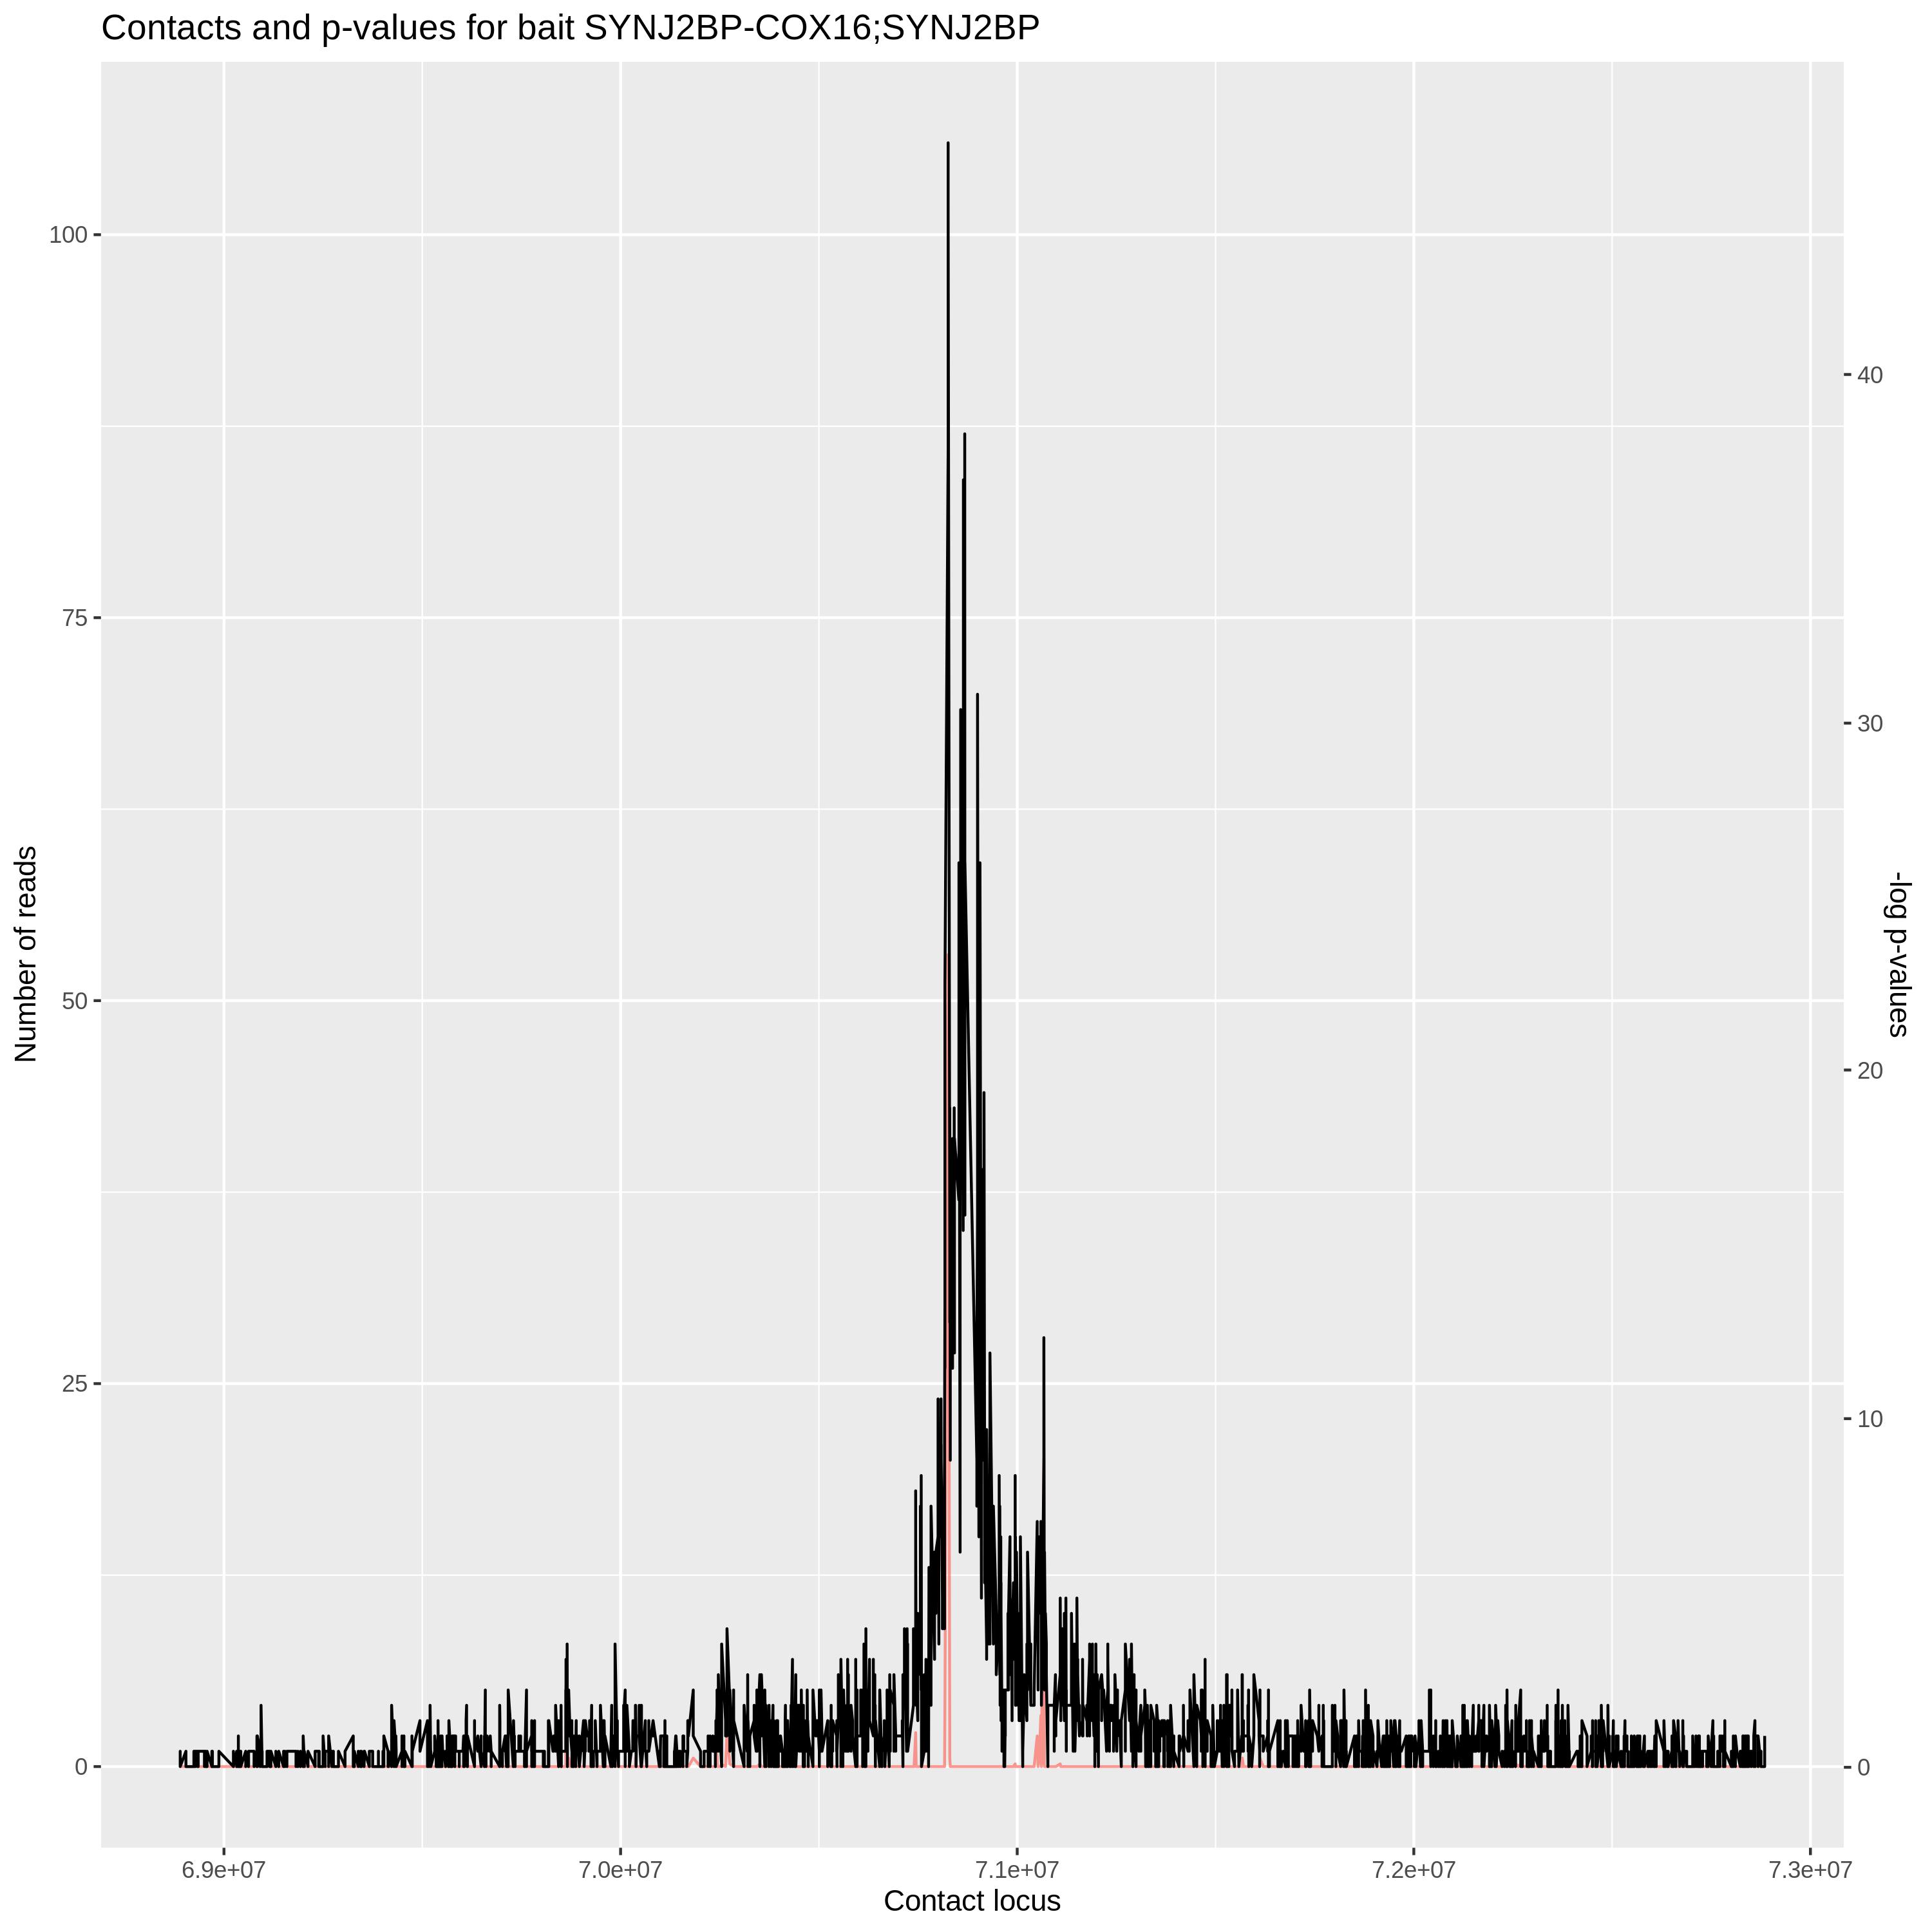 Contacts and p-values for bait SYNJ2BP-COX16;SYNJ2BP
100
75
50
25
0
Number of reads
40
30
20
10
0
-log p-values
6.9e+07
7.0e+07
7.1e+07
7.2e+07
7.3e+07
Contact locus